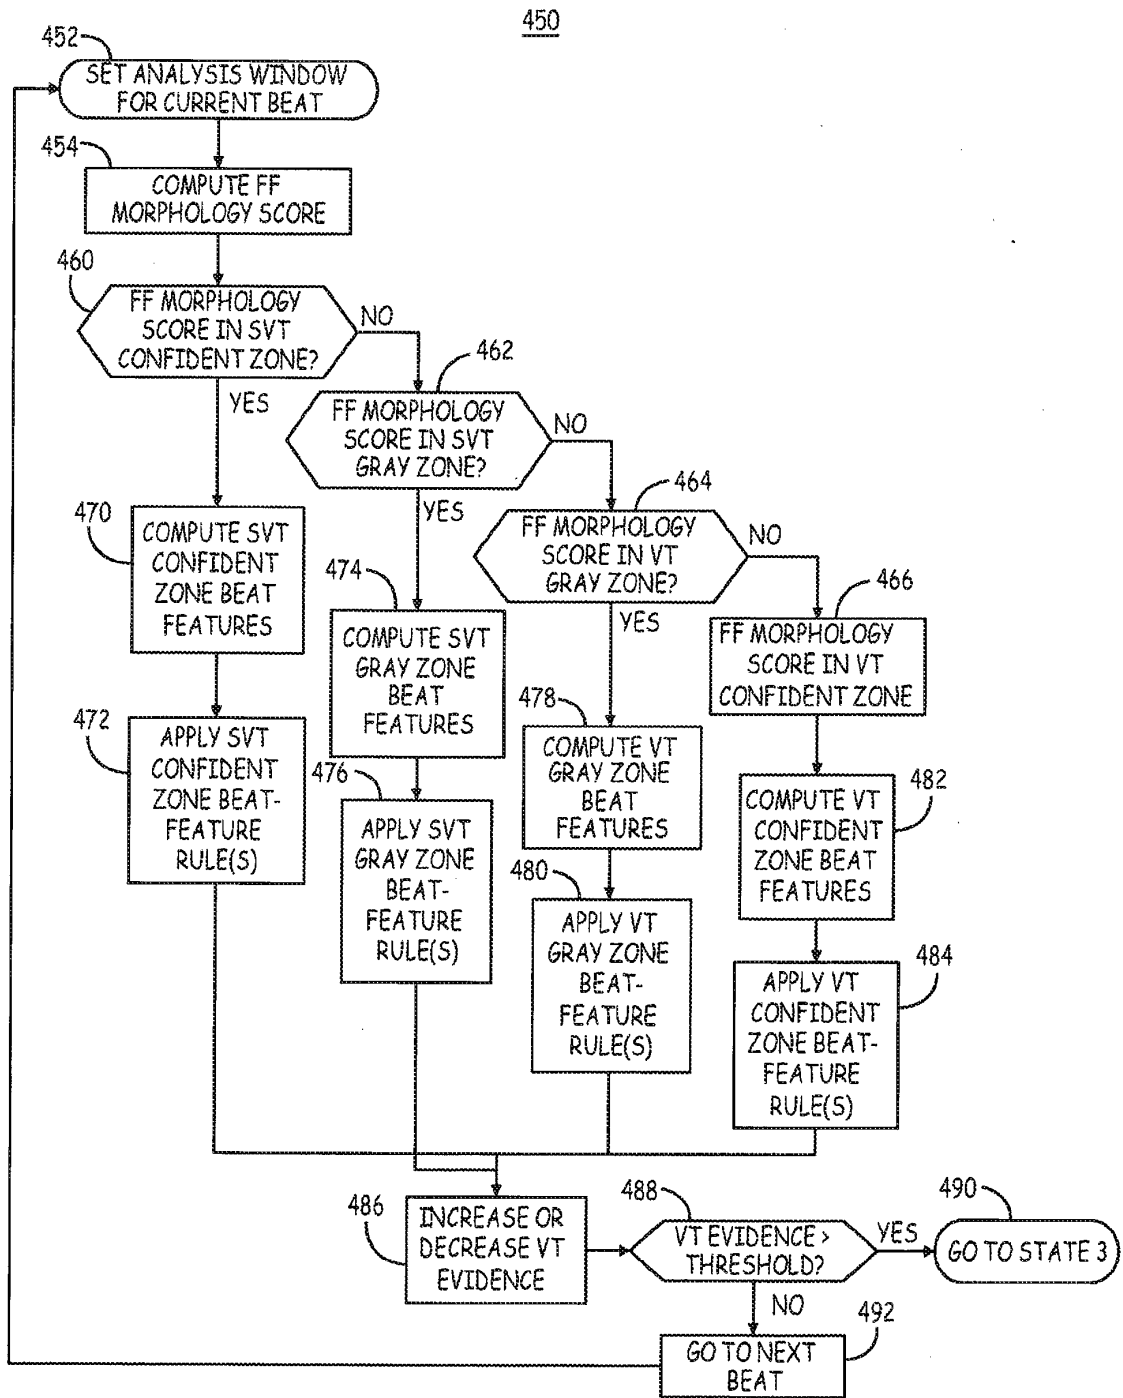 450
452
SET ANALYSIS WINDOW
FOR CURRENT BEAT
454
COMPUTE FF
MORPHOLOGY SCORE
460
FF MORPHOLOGY
SCORE IN SVT
CONFIDENT ZONE?
NO
YES
462
FF MORPHOLOGY
SCORE IN SVT
GRAY ZONE?
NO
YES
464
FF MORPHOLOGY
SCORE IN VT
GRAY ZONE?
NO
YES
466
FF MORPHOLOGY
SCORE IN VT
CONFIDENT ZONE
470
COMPUTE SVT
CONFIDENT
ZONE BEAT
FEATURES
472
APPLY SVT
CONFIDENT
ZONE BEAT-
FEATURE
RULE(S)
474
COMPUTE SVT
GRAY ZONE
BEAT
FEATURES
476
APPLY SVT
GRAY ZONE
BEAT-
FEATURE
RULE(S)
478
COMPUTE VT
GRAY ZONE
BEAT
FEATURES
480
APPLY VT
GRAY ZONE
BEAT-
FEATURE
RULE(S)
482
COMPUTE VT
CONFIDENT
ZONE BEAT
FEATURES
484
APPLY VT
CONFIDENT
ZONE BEAT-
FEATURE
RULE(S)
486
INCREASE OR
DECREASE VT
EVIDENCE
488
VT EVIDENCE >
THRESHOLD?
YES
NO
490
GO TO STATE 3
492
GO TO NEXT
BEAT